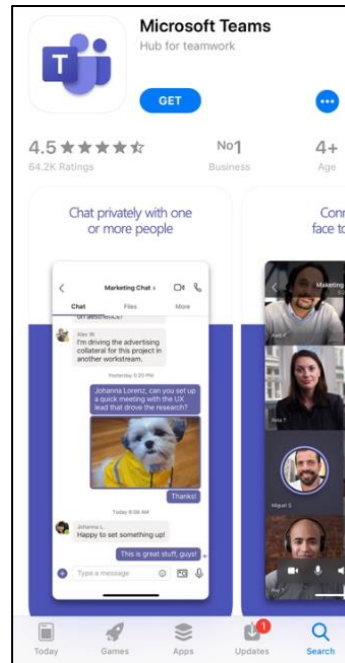 Microsoft Teams
Hub for teamwork
T
GET
4.5
No1
4+
64.2K Ratings
Business
Age
Chat privately with one
or more people
Conn
face to
Marketing Chat
Chat
Files
More
Alex W
I'm driving the advertising
collateral for this project in
another workstream.
Yesterday 5:20 PM
Johanna Lorenz, can you set up
a quick meeting with the UX
lead that drove the research?
Thanks!
Today 8:06 AM
Johanna L.
Happy to set something up!
This is great stuff, guys!
Type a message
Marketing
Miguel S
Today
Games
Apps
1
Updates
Search